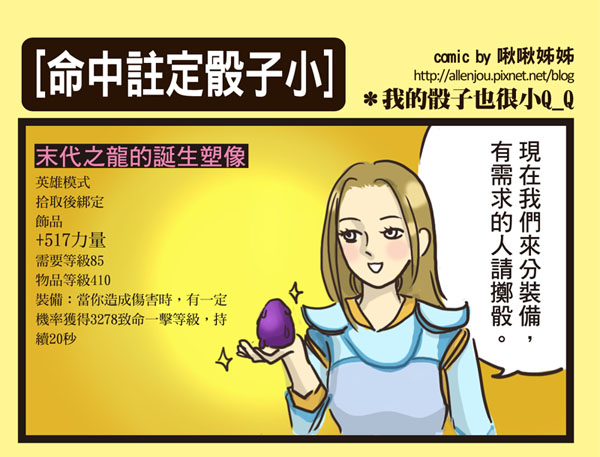 [命中註定骰子小]
comic by 啾啾姊姊
http://allenjou.pixnet.net/blog
＊我的骰子也很小Q_Q
末代之龍的誕生塑像
英雄模式
拾取後綁定
飾品
+517力量
需要等級85
物品等級410
裝備：當你造成傷害時，有一定
機率獲得3278致命一擊等級，持
續20秒
現在我們來分裝備，
有需求的人請擲骰。